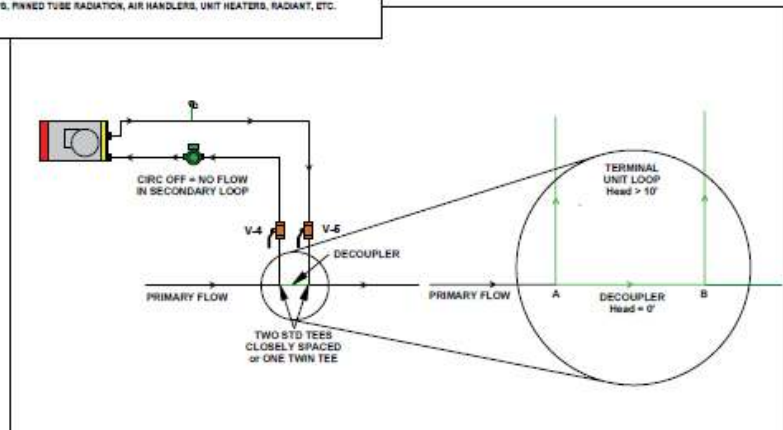 , FINNED TUBE RADIATION, AIR HANDLERS, UNIT HEATERS, RADIANT, ETC.
CIRC OFF = NO FLOW
IN SECONDARY LOOP
V-4
V-5
DECOUPLER
PRIMARY FLOW
TWO STD TEES
CLOSELY SPACED
or ONE TWIN TEE
TERMINAL
UNIT LOOP
Head > 10'
PRIMARY FLOW
A
DECOUPLER
Head = 0'
B